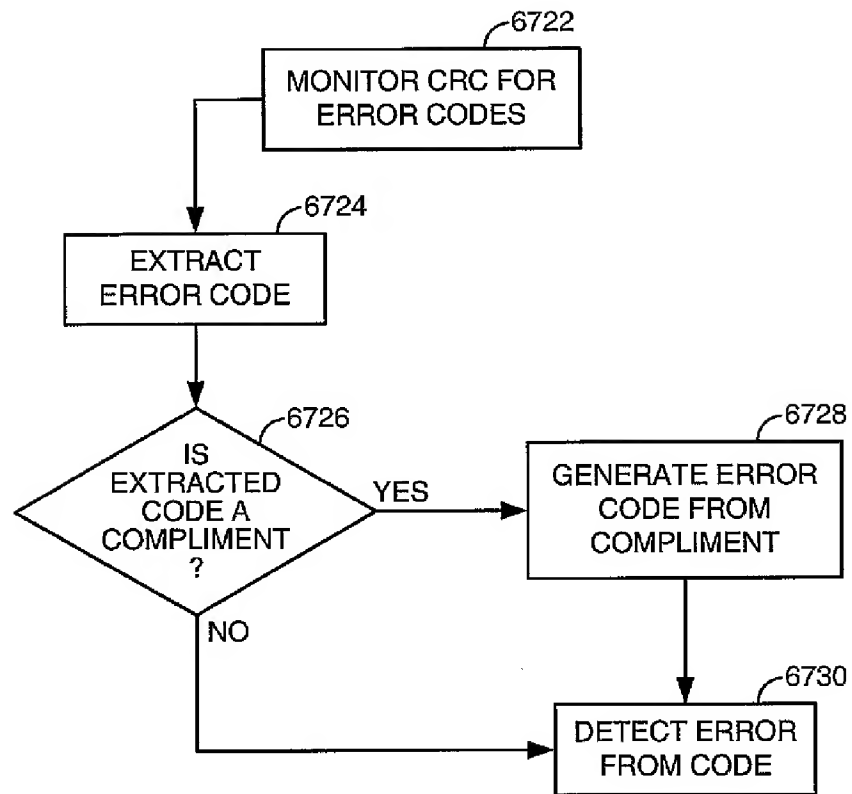 6722
MONITOR CRC FOR
ERROR CODES
6724
EXTRACT
ERROR CODE
6726
IS
EXTRACTED
CODE A
COMPLIMENT
?
YES
NO
6728
GENERATE ERROR
CODE FROM
COMPLIMENT
6730
DETECT ERROR
FROM CODE